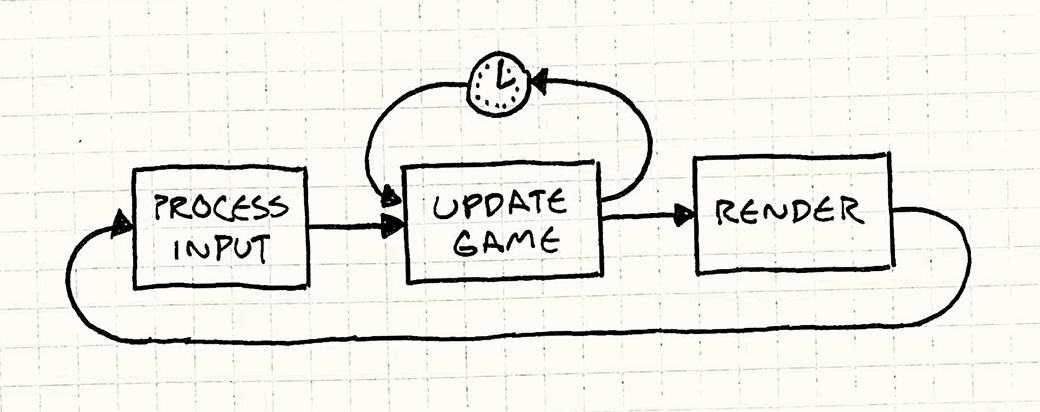 PROCESS
INPUT
UPDATE
GAME
RENDER